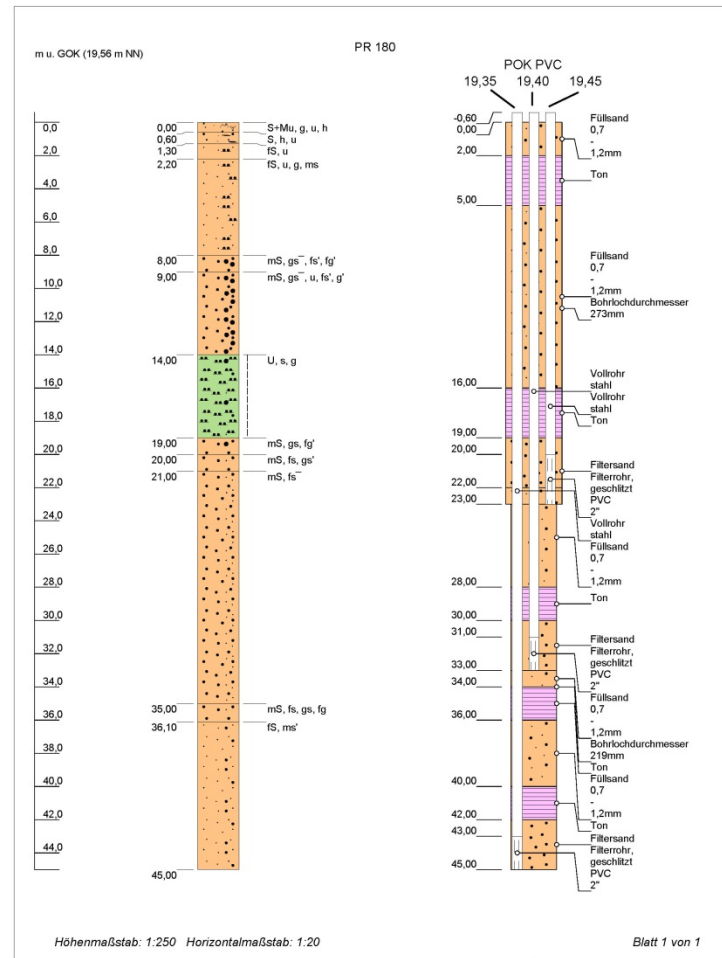 PR 180
m u. GOK (19,56 m NN)
POK PVC
19,35 19,40 19,45
0,0
2,0
4,0
6,0
8,0
10,0
12,0
14,0
16,0
18,0
20,0
22,0
24,0
26,0
28,0
30,0
32,0
34,0
36,0
38,0
40,0
42,0
44,0
0,00
S+Mu, g, u, h
0,60
S, h, u
1,30
fS, u
2,20
fS, u, g, ms
8,00
mS, gs¯, fs', fg'
9,00
mS, gs¯, u, fs', g'
14,00
U, s, g
19,00
mS, gs, fg'
20,00
mS, fs, gs'
21,00
mS, fs¯
35,00
mS, fs, gs, fg
36,10
fS, ms'
45,00
-0,60
0,00
2,00
5,00
16,00
19,00
20,00
22,00
23,00
28,00
30,00
31,00
33,00
34,00
36,00
40,00
42,00
43,00
45,00
Füllsand
0,7
-
1,2mm
Ton
Füllsand
0,7
-
1,2mm
Bohrlochdurchmesser
273mm
Vollrohr
stahl
Vollrohr
stahl
Ton
Filtersand
Filterrohr,
geschlitzt
PVC
2"
Vollrohr
stahl
Füllsand
0,7
-
1,2mm
Ton
Filtersand
Filterrohr,
geschlitzt
PVC
2"
Füllsand
0,7
-
1,2mm
Bohrlochdurchmesser
219mm
Ton
Füllsand
0,7
-
1,2mm
Ton
Filtersand
Filterrohr,
geschlitzt
PVC
2"
Höhenmaßstab: 1:250 Horizontalmaßstab: 1:20
Blatt 1 von 1